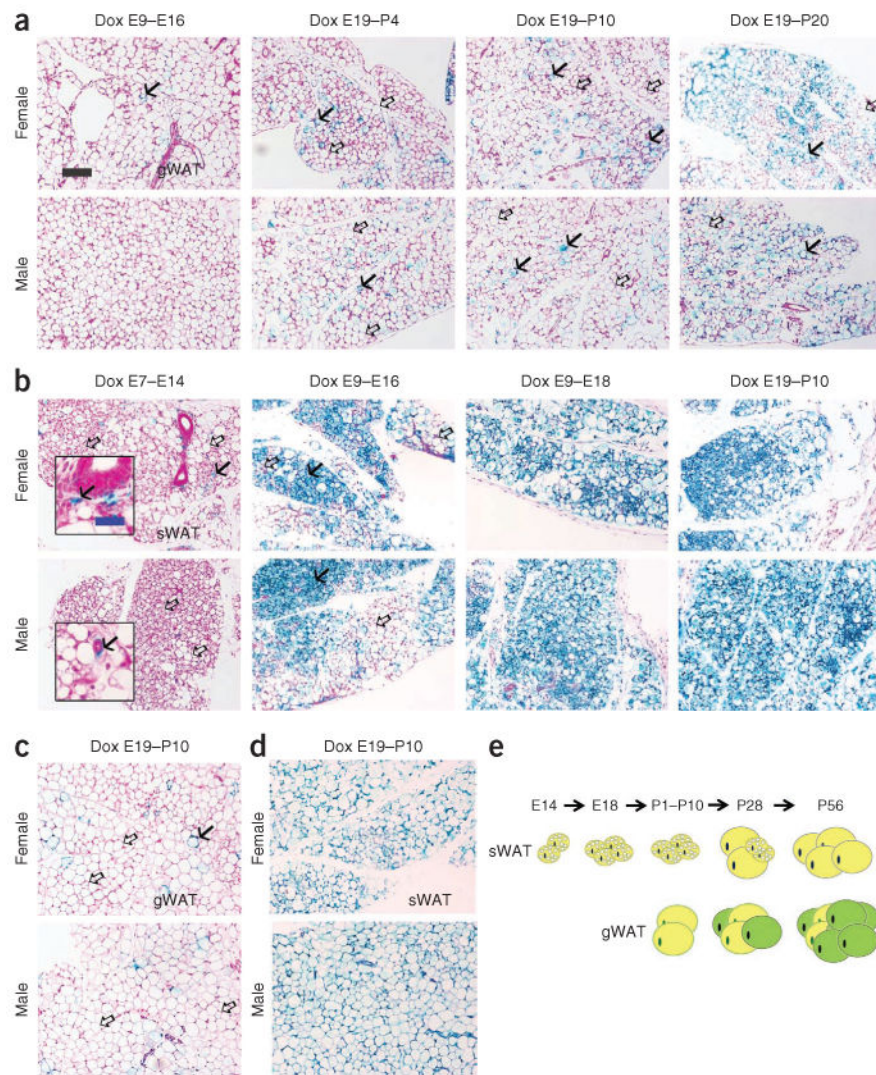 a
Dox E9–E16 Dox E19–P4 Dox E19–P10 Dox E19–P20
Female
gWAT
Male
b
Dox E7–E14 Dox E9–E16 Dox E9–E18 Dox E19–P10
Female
sWAT
Male
c d e
Dox E19–P10 Dox E19–P10
Female
gWAT
Female
sWAT
Male
Male
E14 E18 P1–P10 P28 P56
sWAT
gWAT